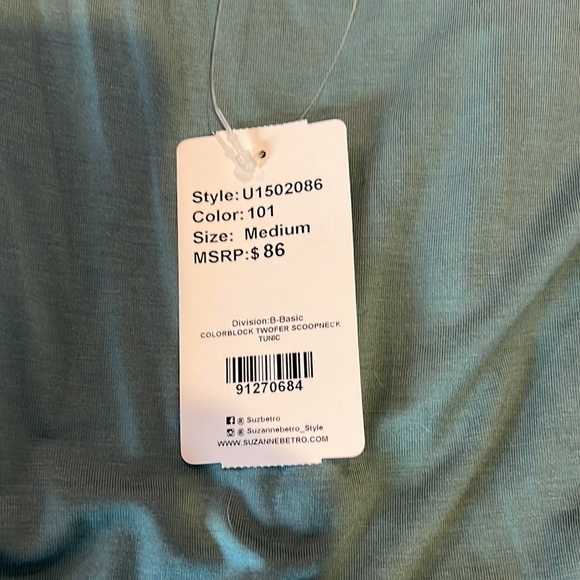 Style:U1502086
Color:101
Size: Medium
MSRP:$86
Division:B-Basic
COLORBLOCK TWOFER SCOOPNECK
TUNIC
91270684
@ Suzbetro
@ Suzannebetro_Style
WWW.SUZANNEBETRO.COM